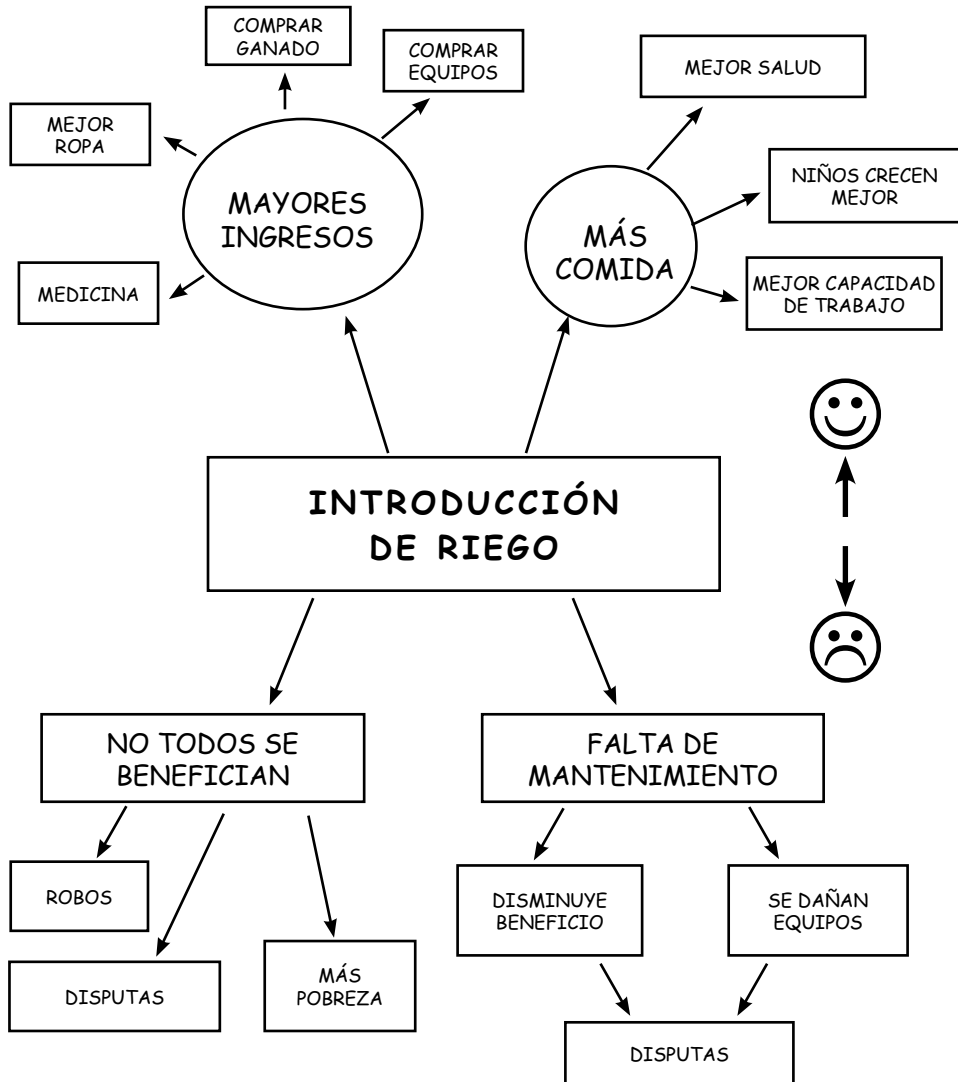 COMPRAR
GANADO
COMPRAR
EQUIPOS
MEJOR SALUD
MEJOR
ROPA
NIÑOS CRECEN
MEJOR
MAYORES
INGRESOS
MÁS
COMIDA
MEDICINA
MEJOR CAPACIDAD
DE TRABAJO
INTRODUCCIÓN
DE RIEGO
NO TODOS SE
BENEFICIAN
FALTA DE
MANTENIMIENTO
ROBOS
DISMINUYE
BENEFICIO
SE DAÑAN
EQUIPOS
DISPUTAS
MÁS
POBREZA
DISPUTAS